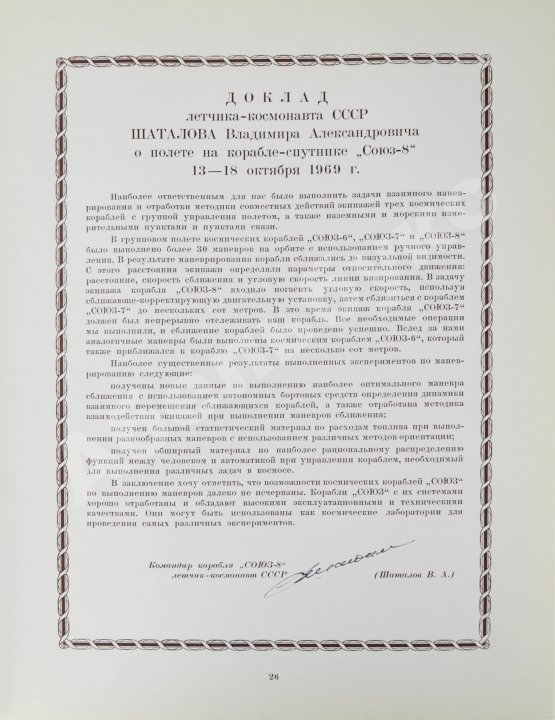 ДОКЛАД
летчика-космонавта СССР
ШАТАЛОВА Владимира Александровича
о полете на корабле-спутнике „Союз-8“
13—18 октября 1969 г.
Наиболее ответственным для нас было выполнить задачи взаимного манев-
рирования и отработки методики совместных действий экипажей трех космических
кораблей с группой управления полетом, а также наземными и морскими изме-
рительными пунктами и пунктами связи.
В групповом полете космических кораблей „СОЮЗ-6“, „СОЮЗ-7“ и „СОЮЗ-8“
было выполнено более 30 маневров на орбите с использованием ручного управ-
ления. В результате маневрирования корабли сближались до визуальной видимости.
С этого расстояния экипажи определяли параметры относительного движения:
расстояние, скорость сближения и угловую скорость линии визирования. В задачу
экипажа корабля „СОЮЗ-8“ входило погасить угловую скорость, используя
сближающе-корректирующую двигательную установку, затем сблизиться с кораблем
„СОЮЗ-7“ до нескольких сот метров. В это время экипаж корабля „СОЮЗ-7“
должен был непрерывно отслеживать наш корабль. Все необходимые операции
мы выполнили, и сближение кораблей было проведено успешно. Вслед за нами
аналогичные маневры были выполнены космическим кораблем „СОЮЗ-6“, который
также приближался к кораблю „СОЮЗ-7“ на несколько сот метров.
Наиболее существенные результаты выполненных экспериментов по манев-
рированию следующие:
получены новые данные по выполнению наиболее оптимального маневра
сближения с использованием автономных бортовых средств определения динамики
взаимного перемещения сближающихся кораблей, а также отработана методика
взаимодействия экипажей при выполнении маневров сближения;
получен большой статистический материал по расходам топлива при выпол-
нении разнообразных маневров с использованием различных методов ориентации;
получен обширный материал по наиболее рациональному распределению
функций между человеком и автоматикой при управлении кораблем, необходимый
для выполнения различных задач в космосе.
В заключение хочу отметить, что возможности космических кораблей „СОЮЗ“
по выполнению маневров далеко не исчерпаны. Корабли „СОЮЗ“ с их системами
хорошо отработаны и обладают высокими эксплуатационными и техническими
качествами. Они могут быть использованы как космические лаборатории для
проведения самых различных экспериментов.
Командир корабля „СОЮЗ-8“
летчик-космонавт СССР
(Шаталов В. А.)
26